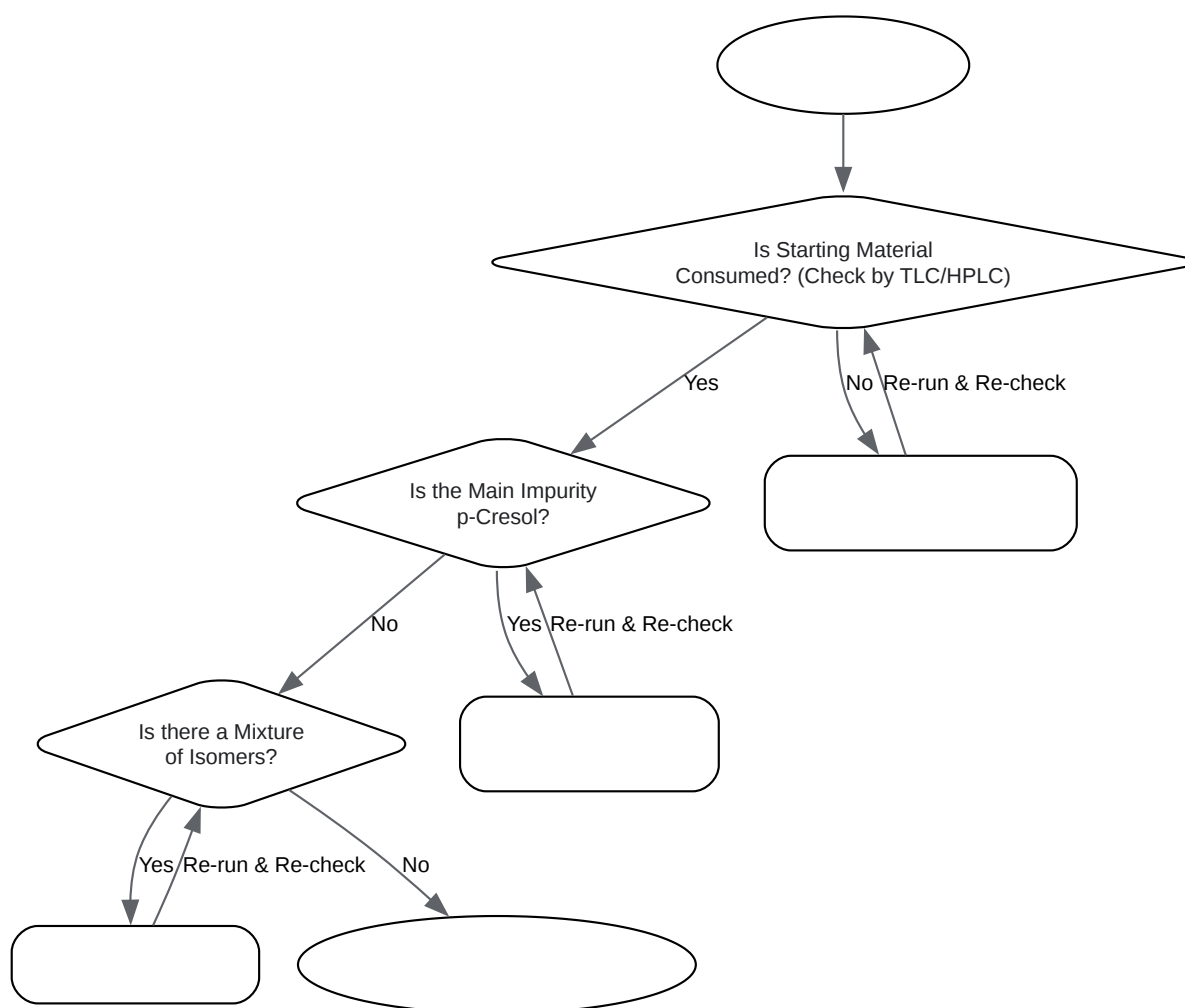 Is Starting Material
Consumed? (Check by TLC/HPLC)
Yes
No
Re-run & Re-check
Is the Main Impurity
p-Cresol?
No
Yes
Re-run & Re-check
Is there a Mixture
of Isomers?
Yes
Re-run & Re-check
No